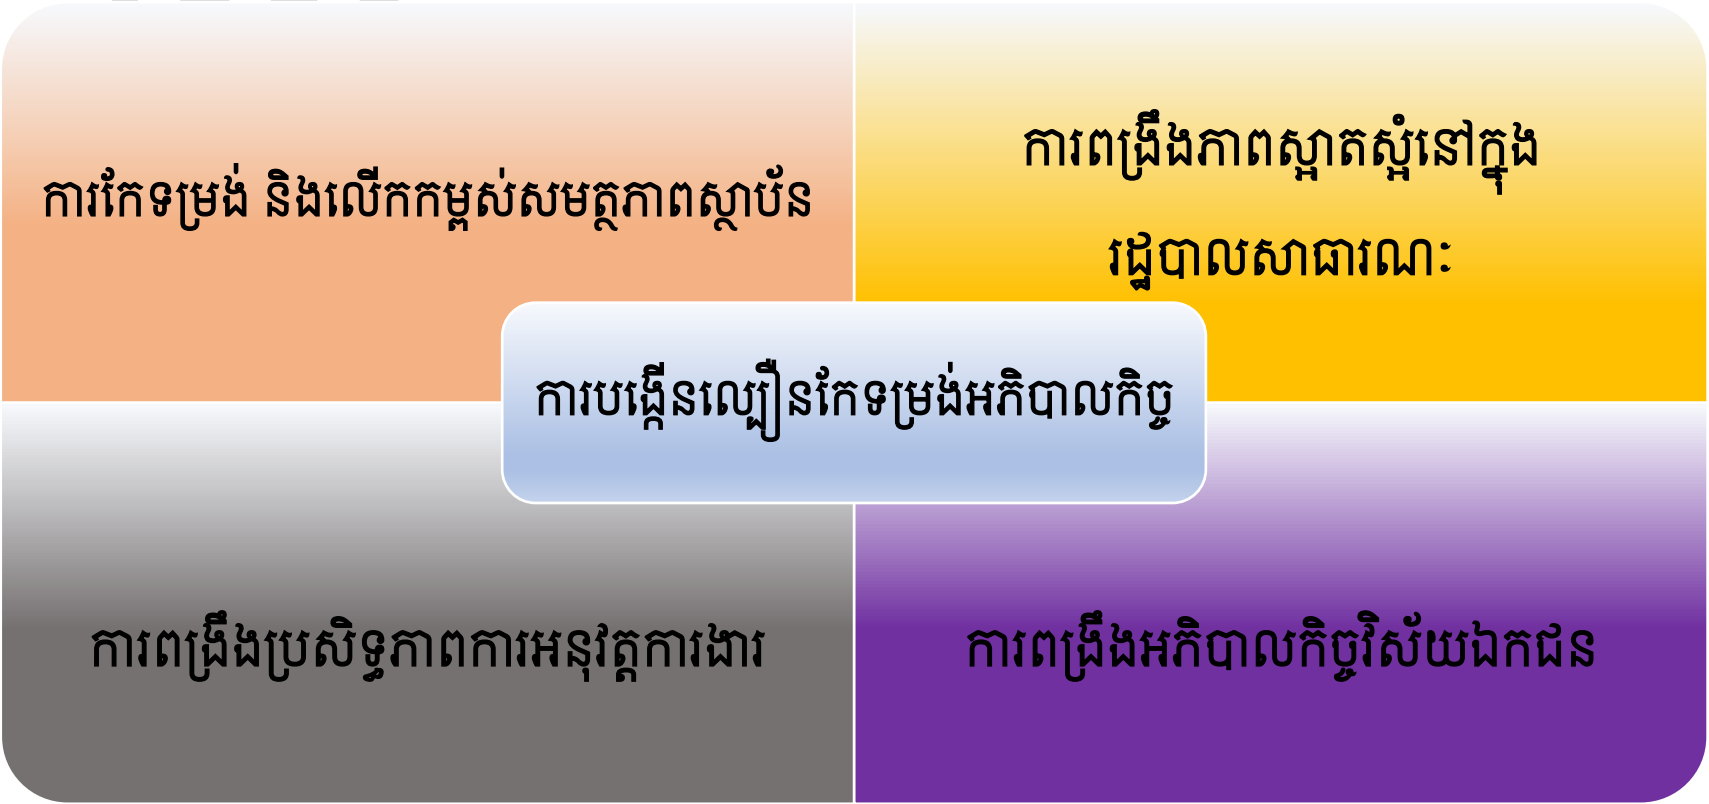 ការកែទម្រង់ និងលើកកម្ពស់សមត្ថភាពស្ថាប័ន
ការពង្រឹងភាពស្អាតស្អំនៅក្នុង
រដ្ឋបាលសាធារណៈ
ការបង្កើនល្បឿនកែទម្រង់អភិបាលកិច្ច
ការពង្រឹងប្រសិទ្ធភាពការអនុវត្តការងារ
ការពង្រឹងអភិបាលកិច្ចវិស័យឯកជន